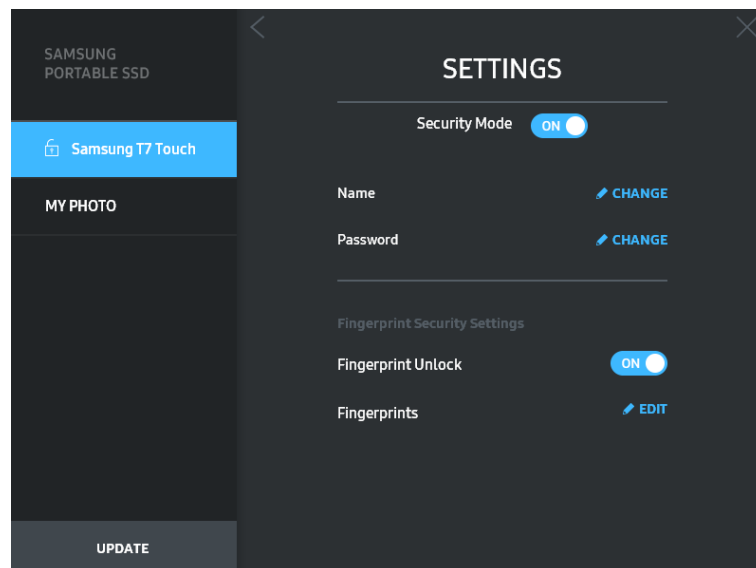 SAMSUNG
PORTABLE SSD
Samsung T7 Touch
MY PHOTO
UPDATE
SETTINGS
Security Mode ON
Name CHANGE
Password CHANGE
Fingerprint Security Settings
Fingerprint Unlock ON
Fingerprints EDIT